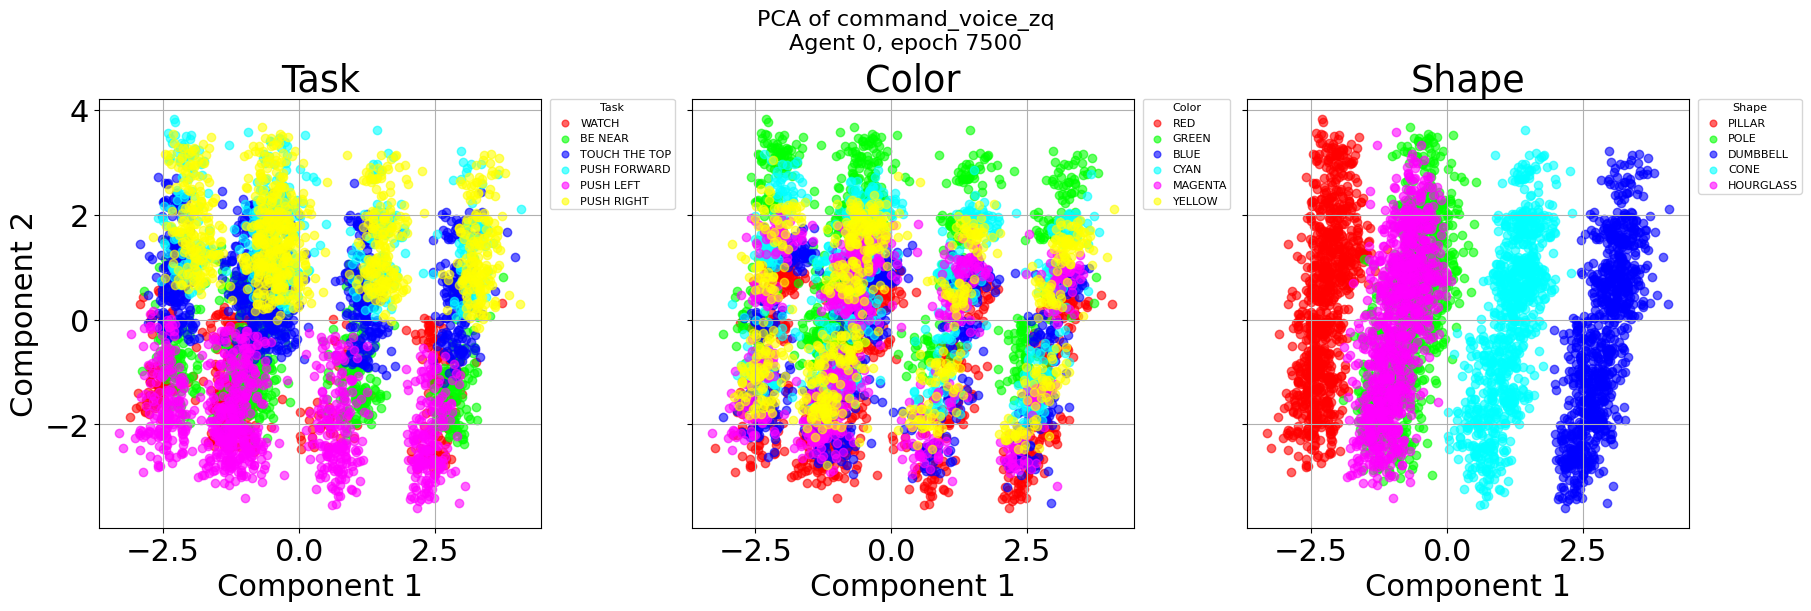 PCA of command_voice_zq
Agent 0, epoch 7500
Task
Color
Shape
Task
WATCH
BE NEAR
TOUCH THE TOP
PUSH FORWARD
PUSH LEFT
PUSH RIGHT
Color
RED
GREEN
BLUE
CYAN
MAGENTA
YELLOW
Shape
PILLAR
POLE
DUMBBELL
CONE
HOURGLASS
Component 2
4
2
0
−2
−2.5 0.0 2.5
−2.5 0.0 2.5
−2.5 0.0 2.5
Component 1
Component 1
Component 1